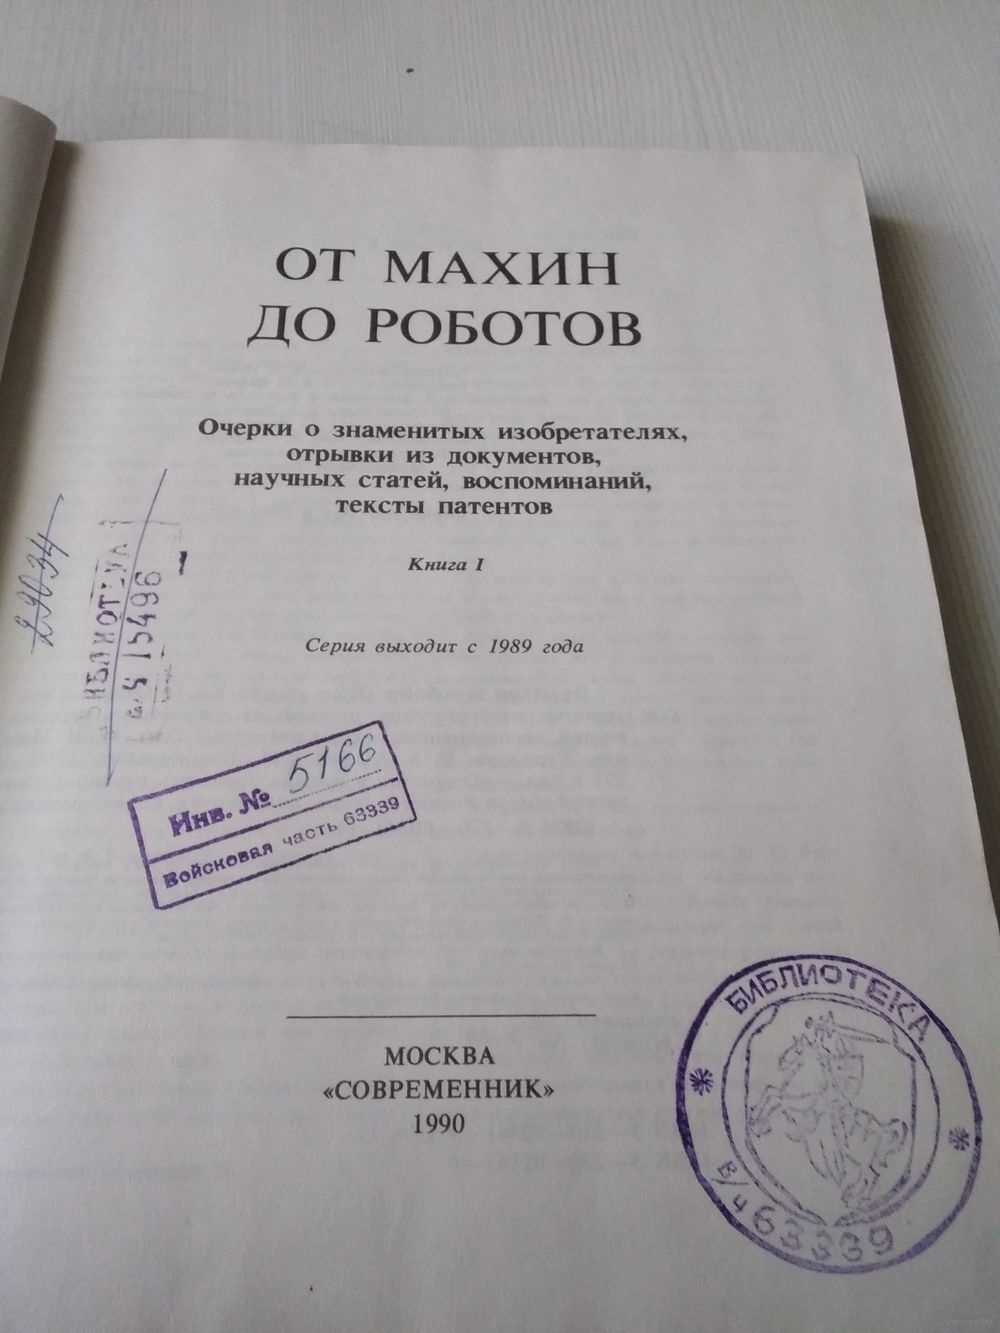 ОТ МАХИН
ДО РОБОТОВ
Очерки о знаменитых изобретателях,
отрывки из документов,
научных статей, воспоминаний,
тексты патентов
Книга I
Серия выходит с 1989 года
29034
БИБЛИОТЕКА
15496
Инв. № 5166
Войсковая часть 63339
МОСКВА
«СОВРЕМЕННИК»
1990
БИБЛИОТЕКА
В/ч 63339